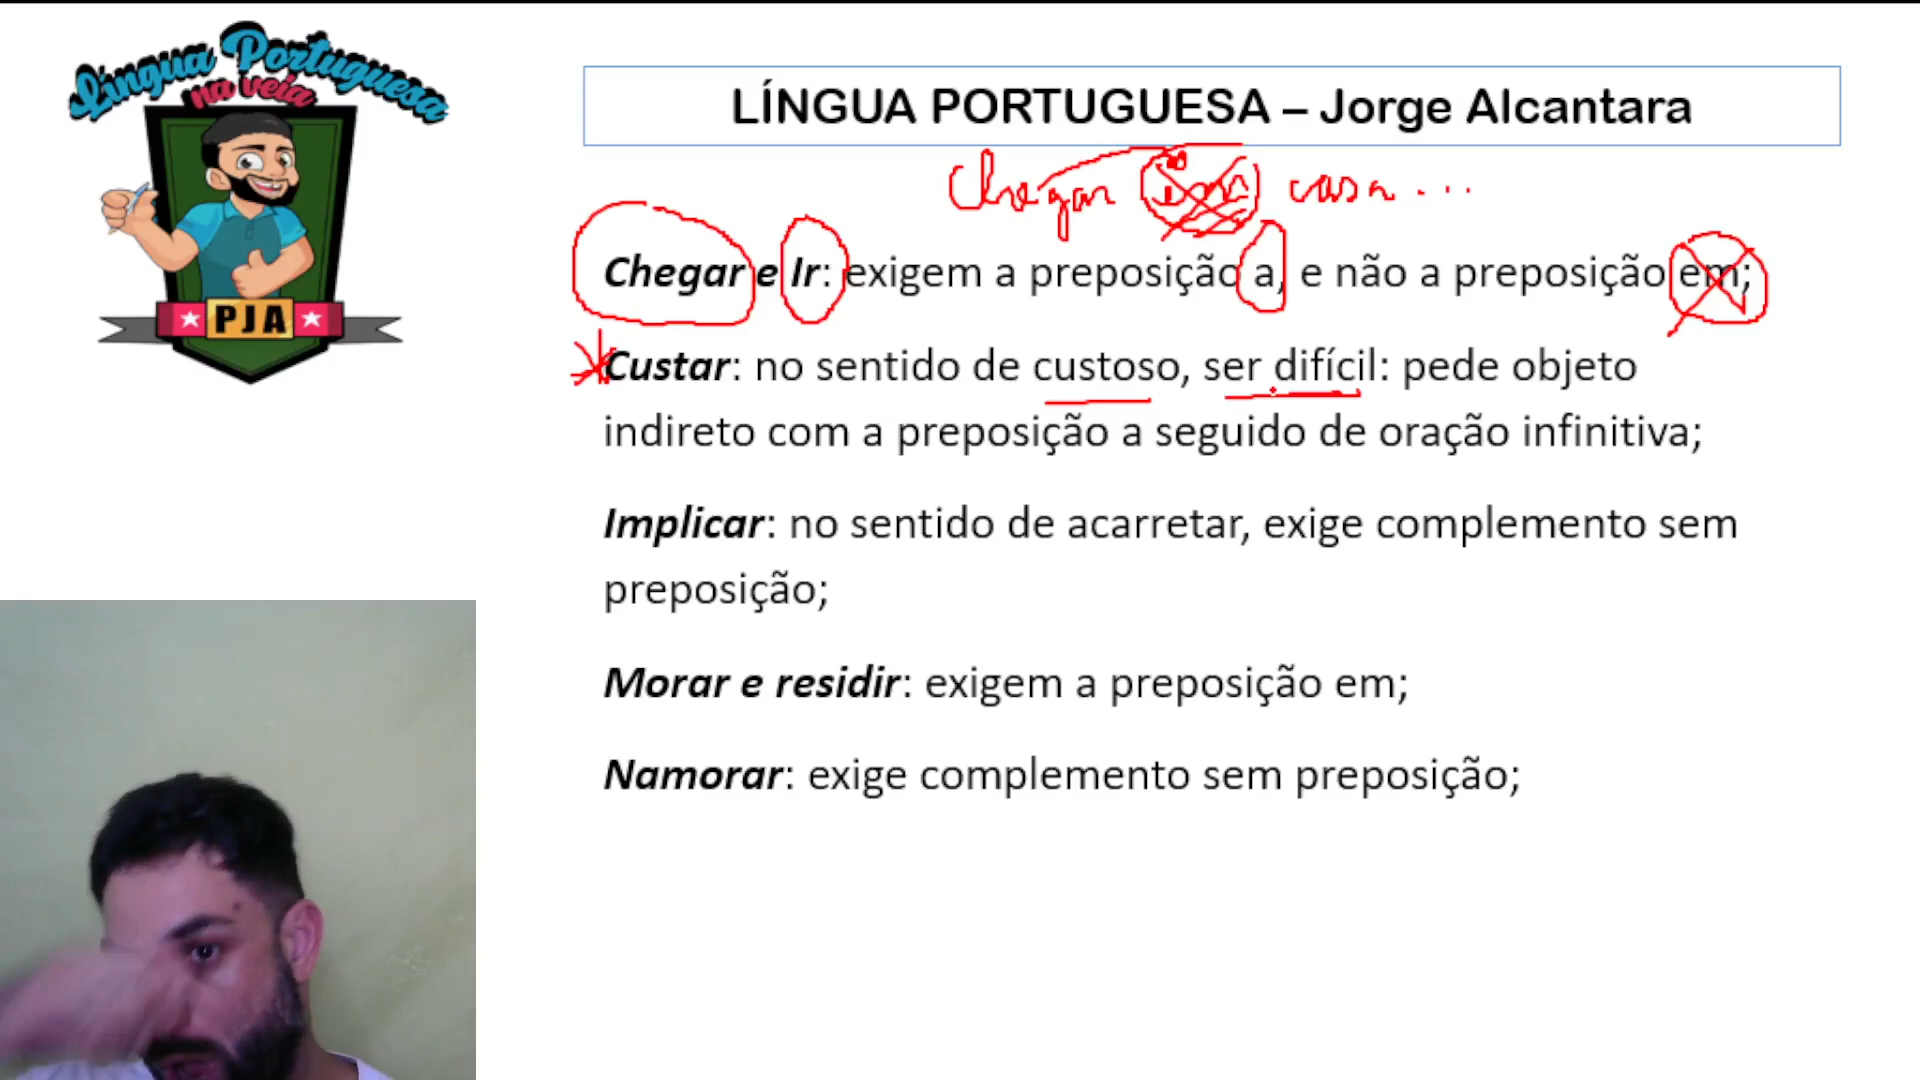 Língua Portuguesa
na veia
PJA
LÍNGUA PORTUGUESA – Jorge Alcantara
chegar em casa ...
Chegar e Ir: exigem a preposição a, e não a preposição em;
Custar: no sentido de custoso, ser difícil: pede objeto
indireto com a preposição a seguido de oração infinitiva;
Implicar: no sentido de acarretar, exige complemento sem
preposição;
Morar e residir: exigem a preposição em;
Namorar: exige complemento sem preposição;